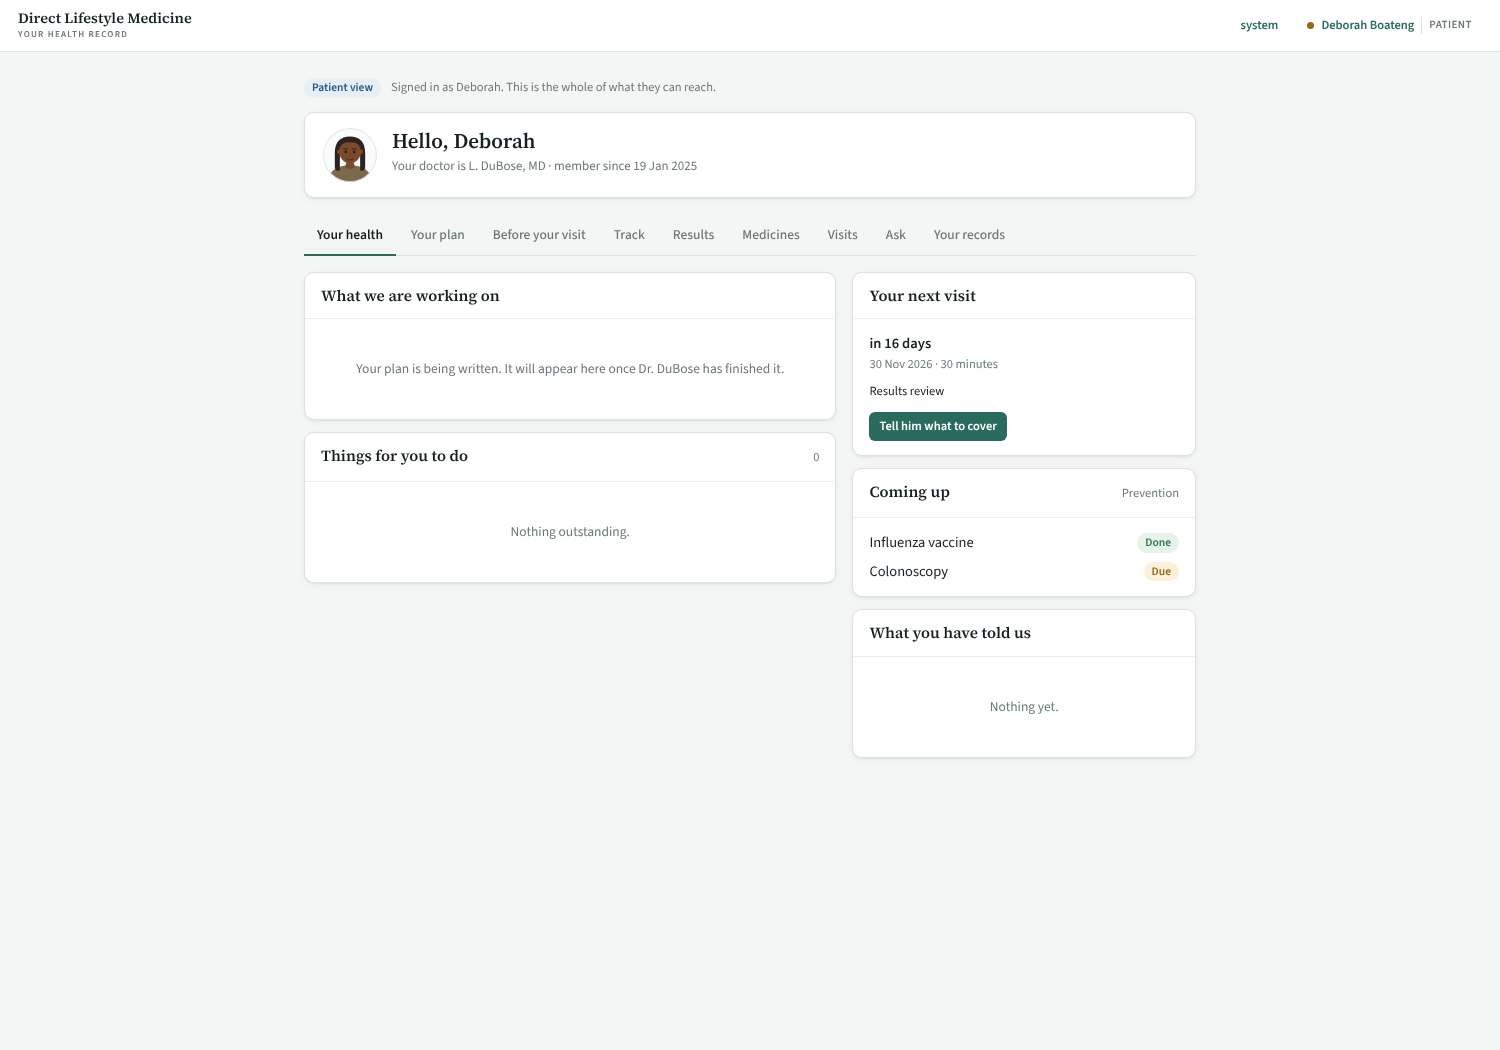 Direct Lifestyle Medicine
YOUR HEALTH RECORD
system
Deborah Boateng
PATIENT
Patient view
Signed in as Deborah. This is the whole of what they can reach.
Hello, Deborah
Your doctor is L. DuBose, MD · member since 19 Jan 2025
Your health
Your plan
Before your visit
Track
Results
Medicines
Visits
Ask
Your records
What we are working on
Your plan is being written. It will appear here once Dr. DuBose has finished it.
Things for you to do
0
Nothing outstanding.
Your next visit
in 16 days
30 Nov 2026 · 30 minutes
Results review
Tell him what to cover
Coming up
Prevention
Influenza vaccine
Done
Colonoscopy
Due
What you have told us
Nothing yet.